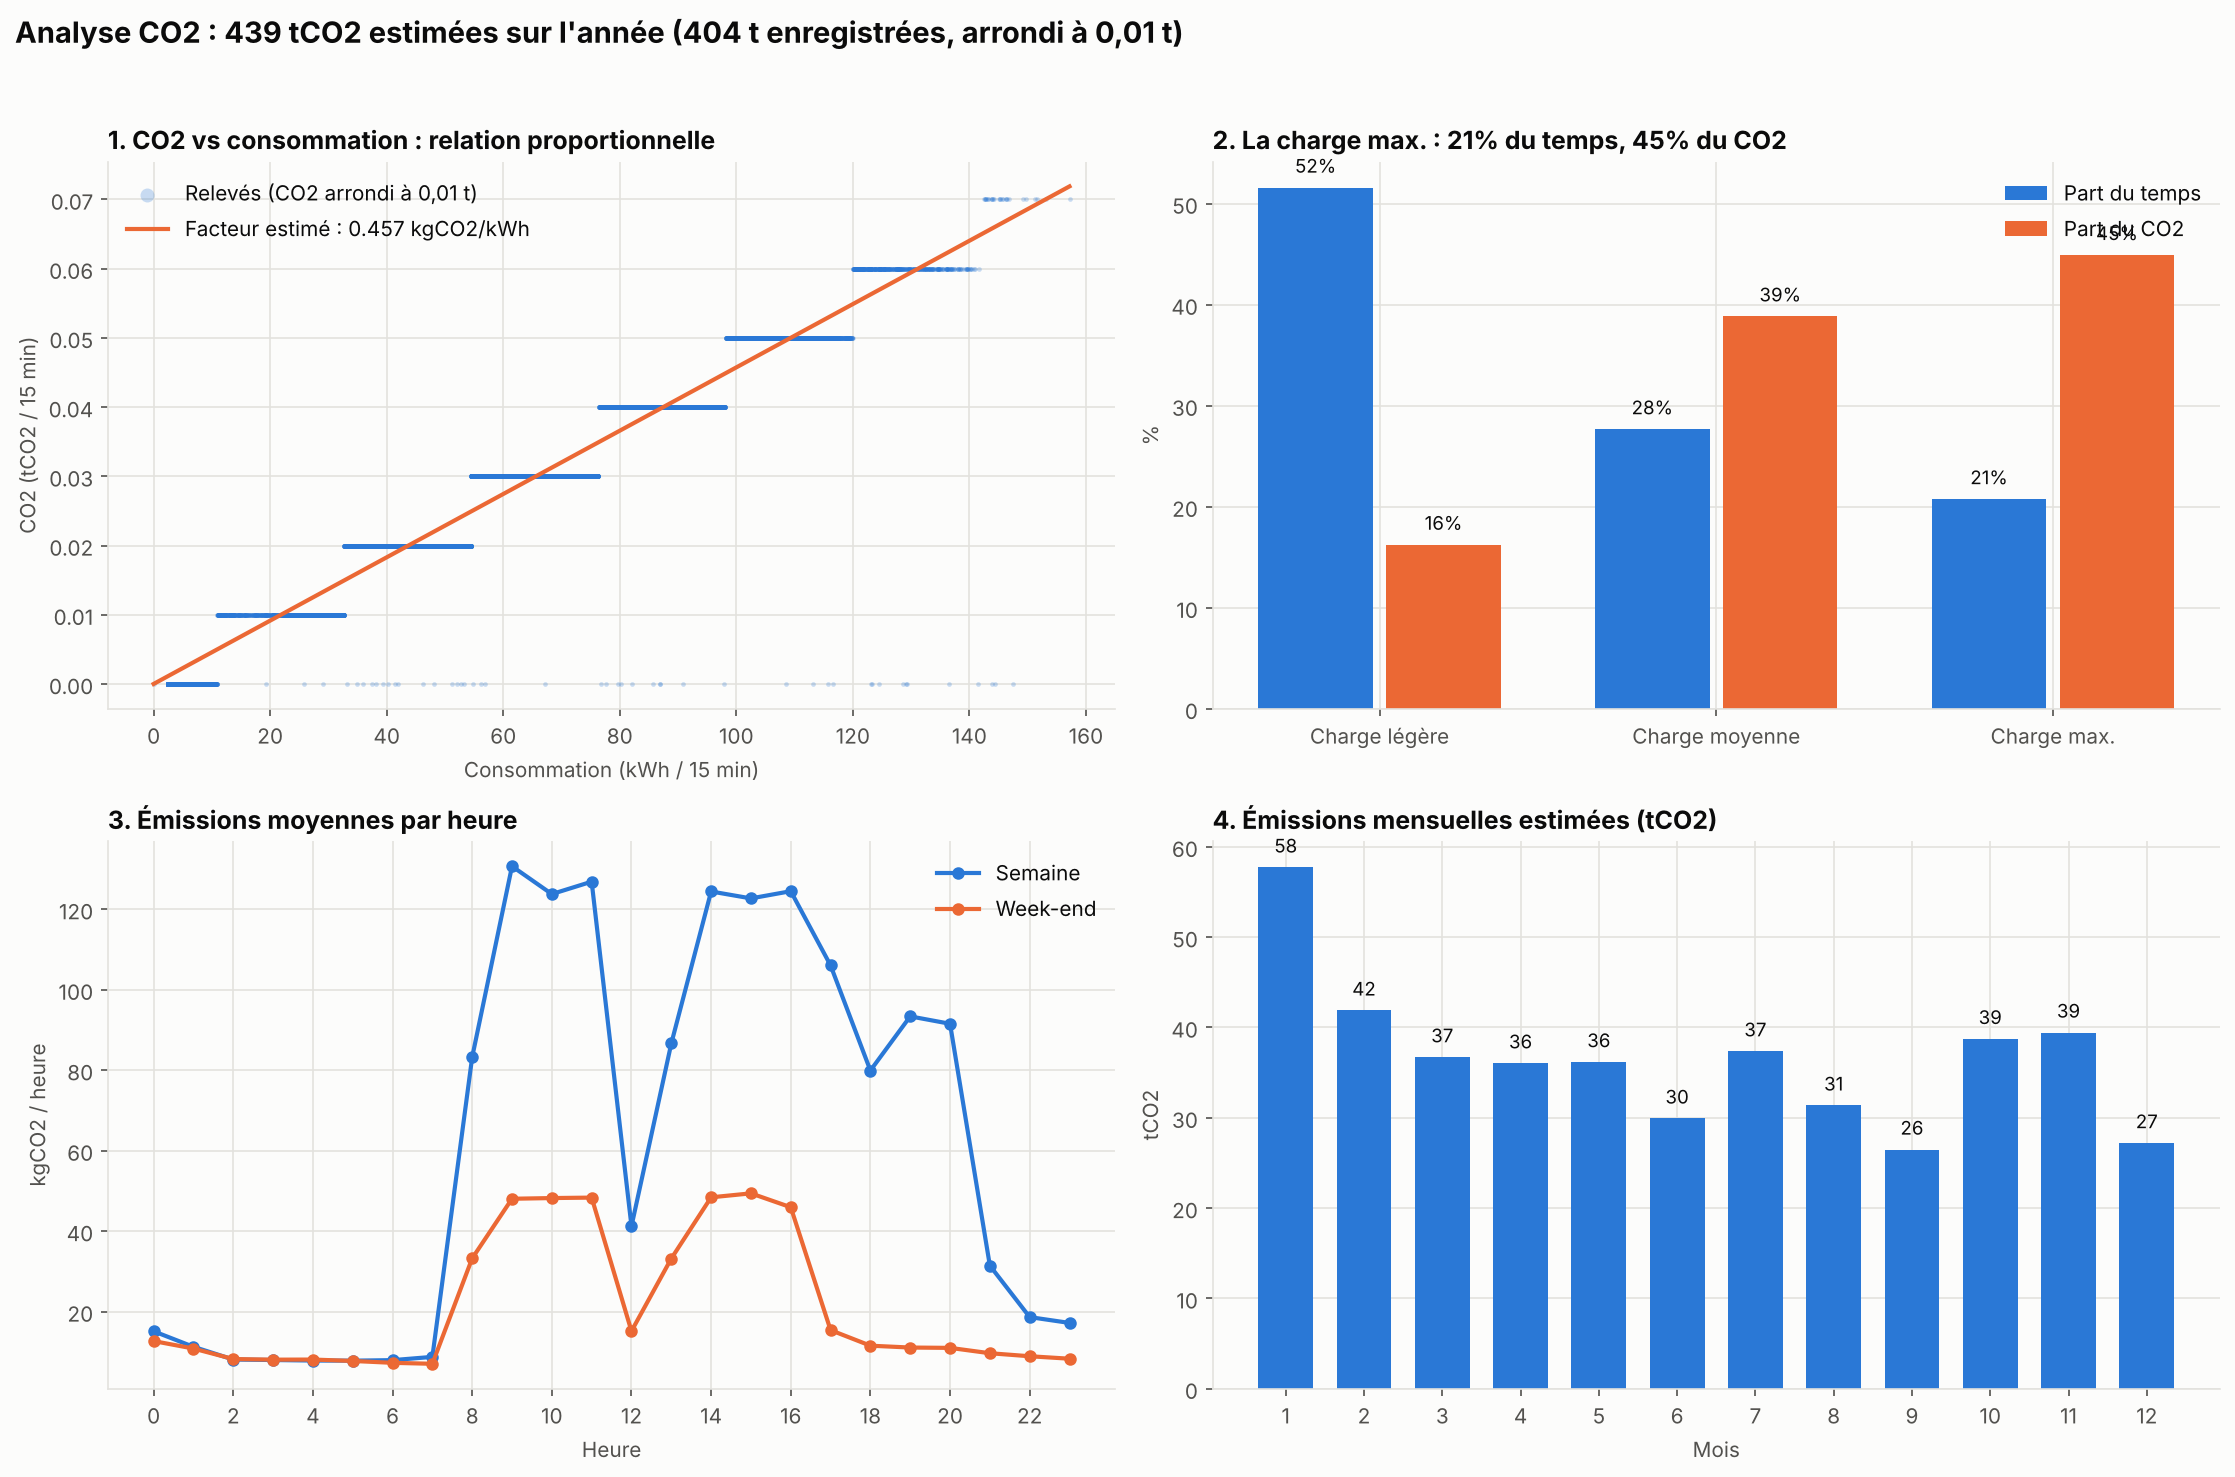 Analyse CO2 : 439 tCO2 estimées sur l'année (404 t enregistrées, arrondi à 0,01 t)
1. CO2 vs consommation : relation proportionnelle
Relevés (CO2 arrondi à 0,01 t)
Facteur estimé : 0.457 kgCO2/kWh
CO2 (tCO2 / 15 min)
0.07
0.06
0.05
0.04
0.03
0.02
0.01
0.00
0 20 40 60 80 100 120 140 160
Consommation (kWh / 15 min)
2. La charge max. : 21% du temps, 45% du CO2
Part du temps
Part du CO2
%
50
40
30
20
10
0
52%
16%
28%
39%
21%
45%
Charge légère Charge moyenne Charge max.
3. Émissions moyennes par heure
Semaine
Week-end
kgCO2 / heure
120
100
80
60
40
20
0 2 4 6 8 10 12 14 16 18 20 22
Heure
4. Émissions mensuelles estimées (tCO2)
tCO2
60
50
40
30
20
10
0
58
42
37
36
36
30
37
31
26
39
39
27
1 2 3 4 5 6 7 8 9 10 11 12
Mois